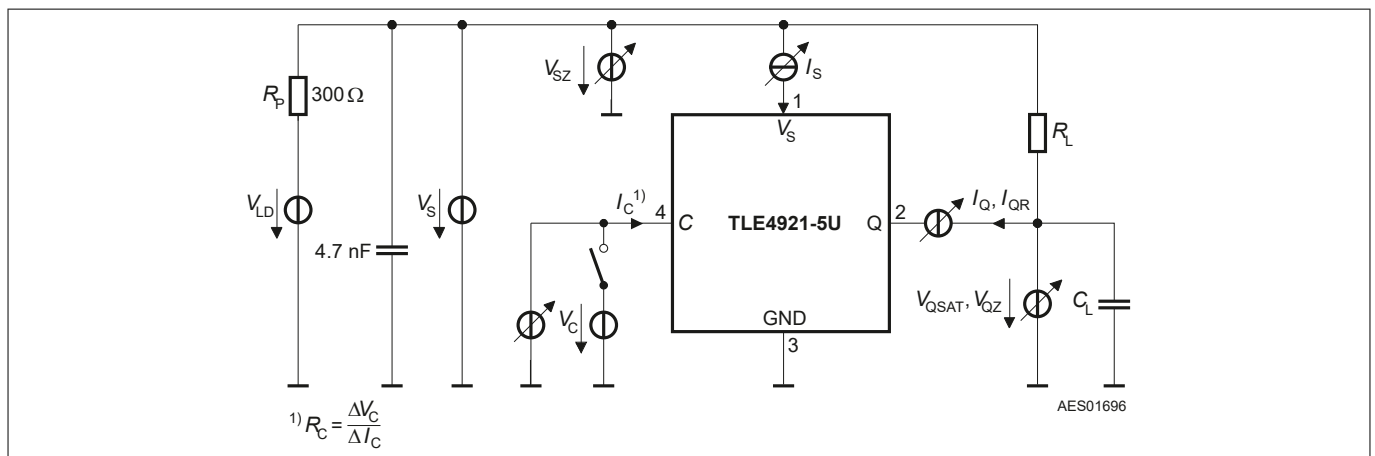 V_SZ
I_S
1
R_P 300 Ω
V_S
R_L
V_LD
V_S
I_C 1)
4
C
TLE4921-5U
Q
2
I_Q, I_QR
4.7 nF
V_C
V_QSAT, V_QZ
C_L
GND
3
AES01696
1) R_C = ΔV_C / ΔI_C